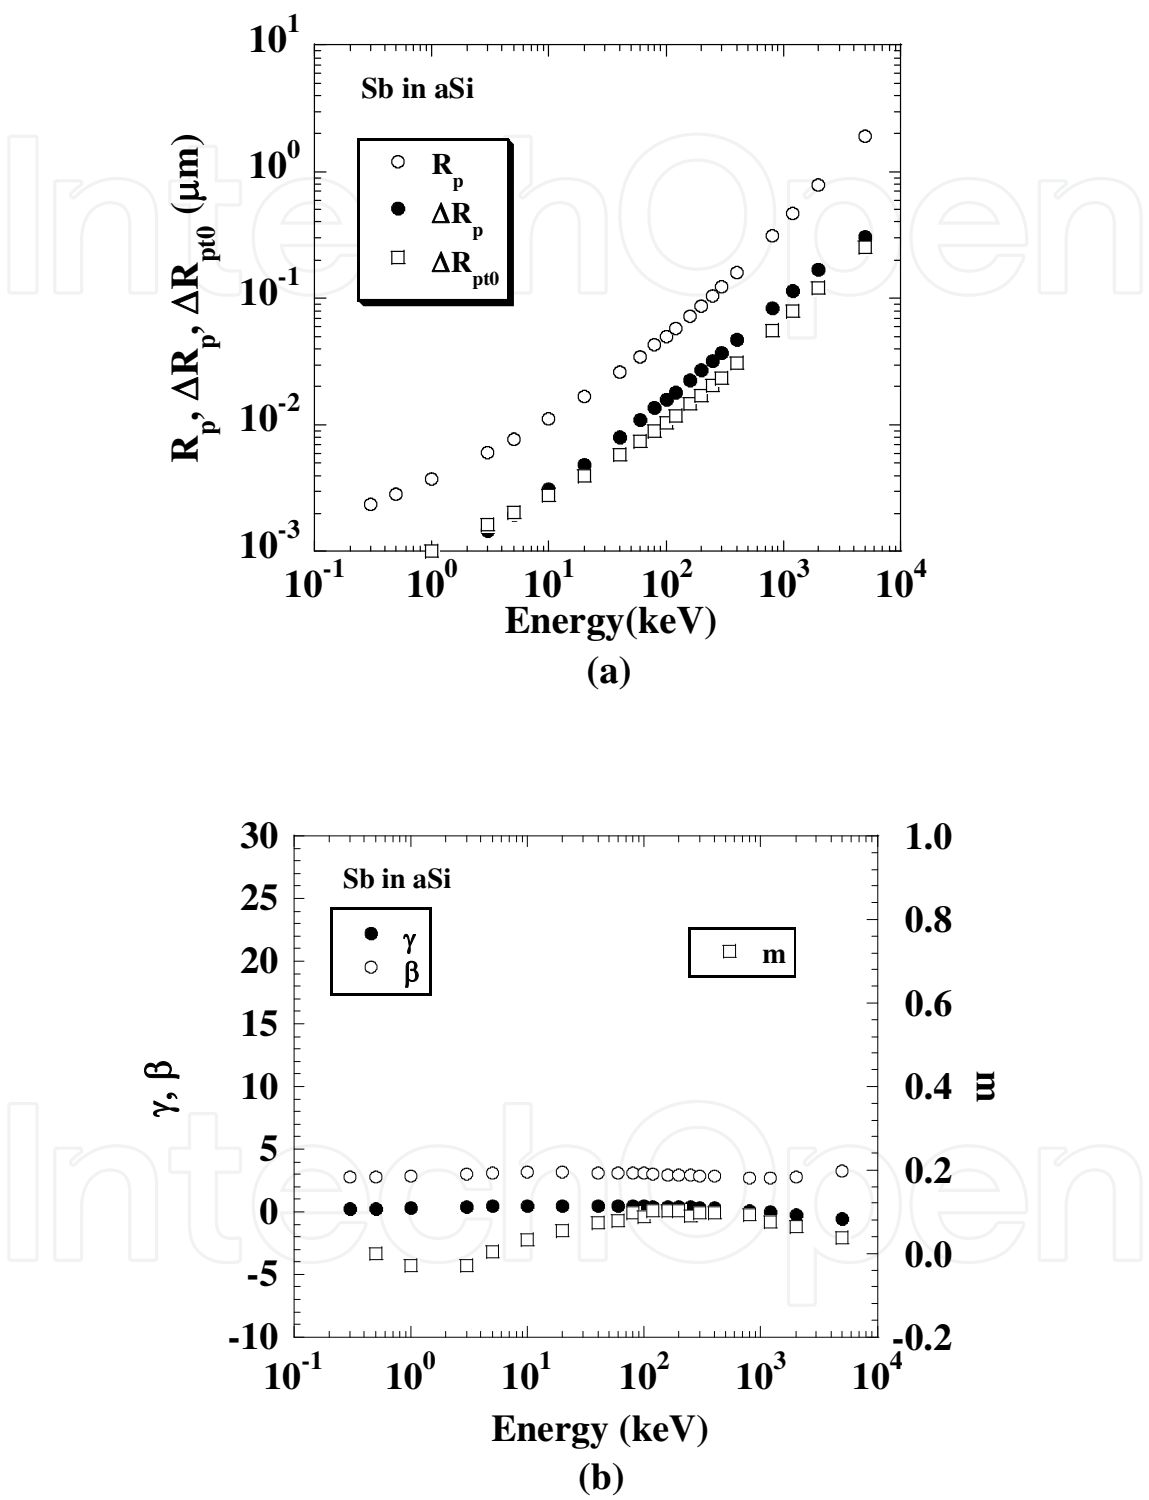 Sb in aSi
R_p
ΔR_p
ΔR_pt0
R_p, ΔR_p, ΔR_pt0 (μm)
10^1
10^0
10^-1
10^-2
10^-3
10^-1 10^0 10^1 10^2 10^3 10^4
Energy(keV)
(a)
IntechOpen
Sb in aSi
γ
β
m
γ, β
30
25
20
15
10
5
0
-5
-10
1.0
0.8
0.6
0.4
0.2
0.0
-0.2
m
10^-1 10^0 10^1 10^2 10^3 10^4
Energy (keV)
(b)
IntechOpen